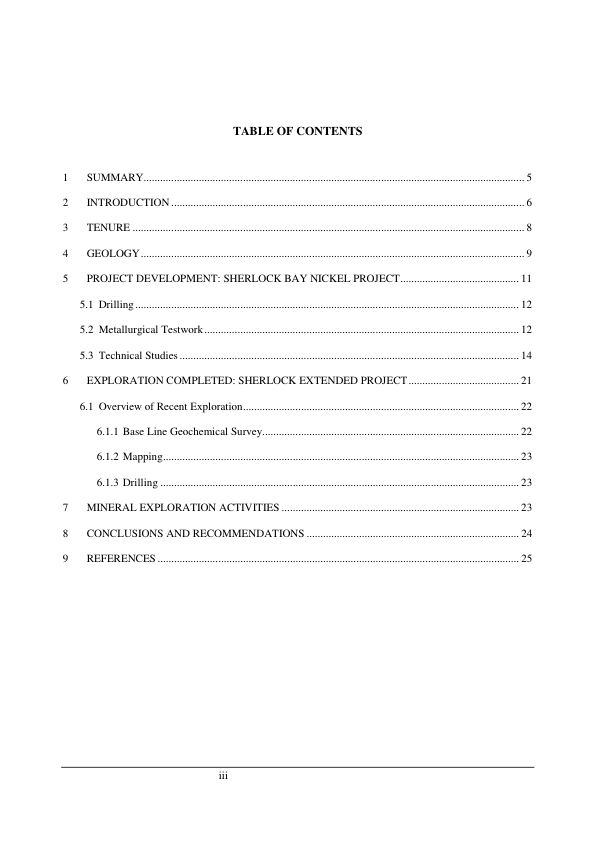 TABLE OF CONTENTS
1 SUMMARY 5
2 INTRODUCTION 6
3 TENURE 8
4 GEOLOGY 9
5 PROJECT DEVELOPMENT: SHERLOCK BAY NICKEL PROJECT 11
5.1 Drilling 12
5.2 Metallurgical Testwork 12
5.3 Technical Studies 14
6 EXPLORATION COMPLETED: SHERLOCK EXTENDED PROJECT 21
6.1 Overview of Recent Exploration 22
6.1.1 Base Line Geochemical Survey 22
6.1.2 Mapping 23
6.1.3 Drilling 23
7 MINERAL EXPLORATION ACTIVITIES 23
8 CONCLUSIONS AND RECOMMENDATIONS 24
9 REFERENCES 25
iii